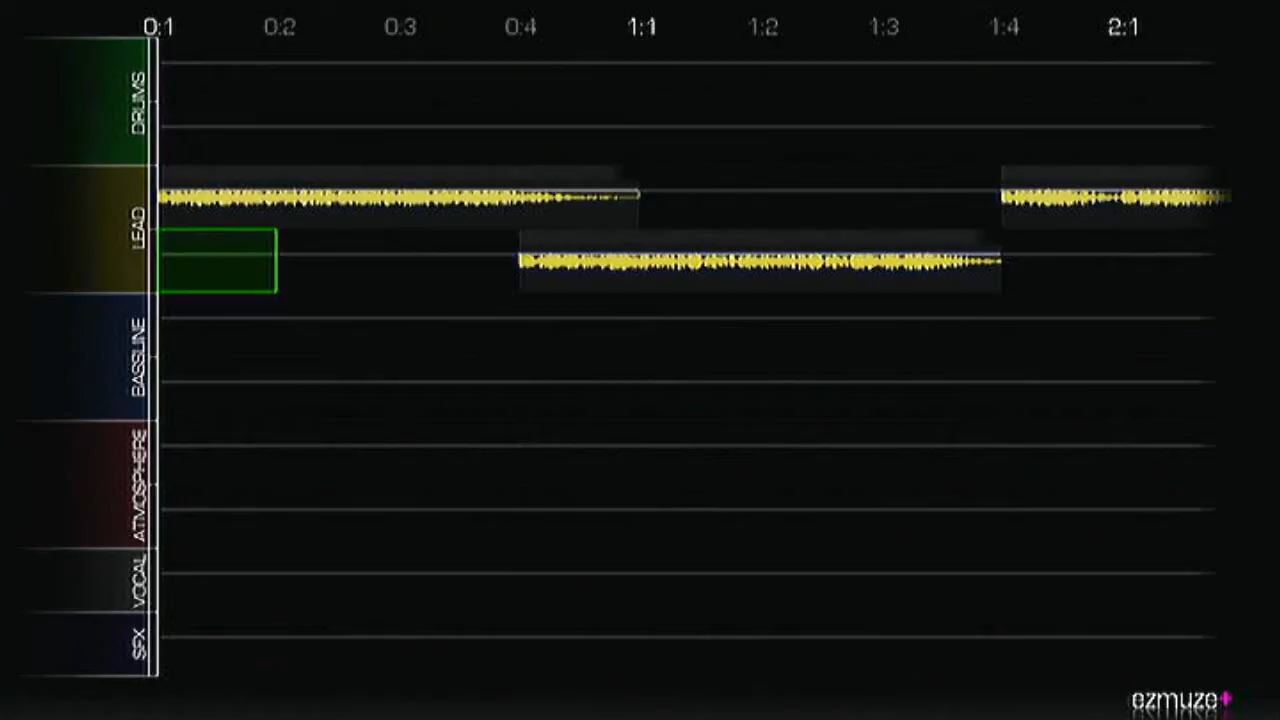 0:1 0:2 0:3 0:4 1:1 1:2 1:3 1:4 2:1
DRUMS
LEAD
BASSLINE
ATMOSPHERE
VOCAL
SFX
ezmuze+